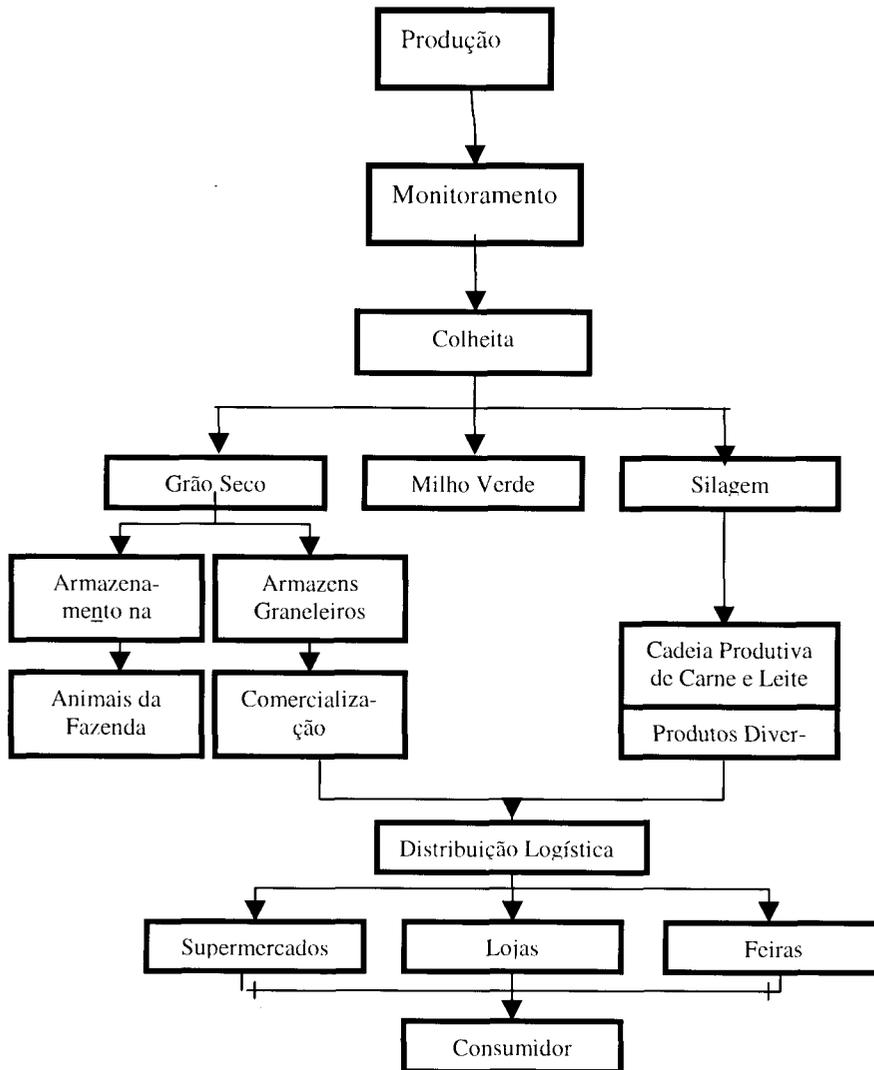 Produção
Monitoramento
Colheita
Grão Seco
Milho Verde
Silagem
Armazena-
mento na
Armazens
Graneleiros
Cadeia Produtiva
de Carne e Leite
Animais da
Fazenda
Comercializa-
ção
Produtos Diver-
Distribuição Logística
Supermercados
Lojas
Feiras
Consumidor